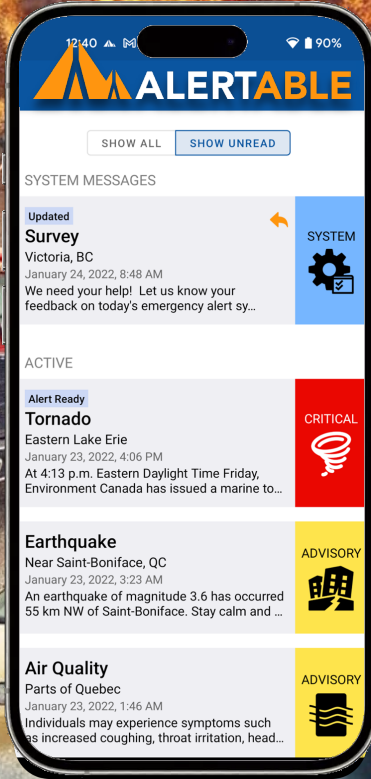 12:40
90%
ALERTABLE
SHOW ALL SHOW UNREAD
SYSTEM MESSAGES
Updated
Survey
Victoria, BC
January 24, 2022, 8:48 AM
We need your help! Let us know your
feedback on today's emergency alert sy...
SYSTEM
ACTIVE
Alert Ready
Tornado
Eastern Lake Erie
January 23, 2022, 4:06 PM
At 4:13 p.m. Eastern Daylight Time Friday,
Environment Canada has issued a marine to...
CRITICAL
Earthquake
Near Saint-Boniface, QC
January 23, 2022, 3:23 AM
An earthquake of magnitude 3.6 has occurred
55 km NW of Saint-Boniface. Stay calm and ...
ADVISORY
Air Quality
Parts of Quebec
January 23, 2022, 1:46 AM
Individuals may experience symptoms such
as increased coughing, throat irritation, head...
ADVISORY